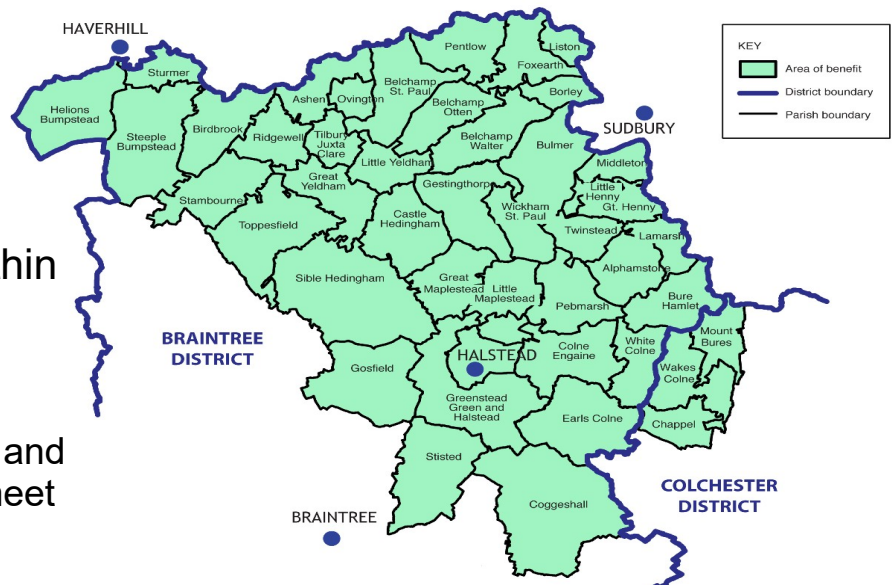 HAVERHILL
Sturmer
Helions
Bumpstead
Steeple
Bumpstead
Birdbrook
Ridgewell
Ashen
Ovington
Tilbury
Juxta
Clare
Belchamp
St. Paul
Pentlow
Liston
Foxearth
Borley
Belchamp
Otten
Belchamp
Walter
Bulmer
SUDBURY
Middleton
Little
Henny
Gt. Henny
Little Yeldham
Great
Yeldham
Stambourne
Toppesfield
Gestingthorpe
Castle
Hedingham
Wickham
St. Paul
Twinstead
Lamarsh
Alphamstone
Sible Hedingham
Great
Maplestead
Little
Maplestead
Pebmarsh
Bure
Hamlet
Mount
Bures
BRAINTREE
DISTRICT
Gosfield
HALSTEAD
Colne
Engaine
White
Colne
Wakes
Colne
Chappel
Greenstead
Green and
Halstead
Earls Colne
Stisted
Coggeshall
BRAINTREE
COLCHESTER
DISTRICT
KEY
Area of benefit
District boundary
Parish boundary
and